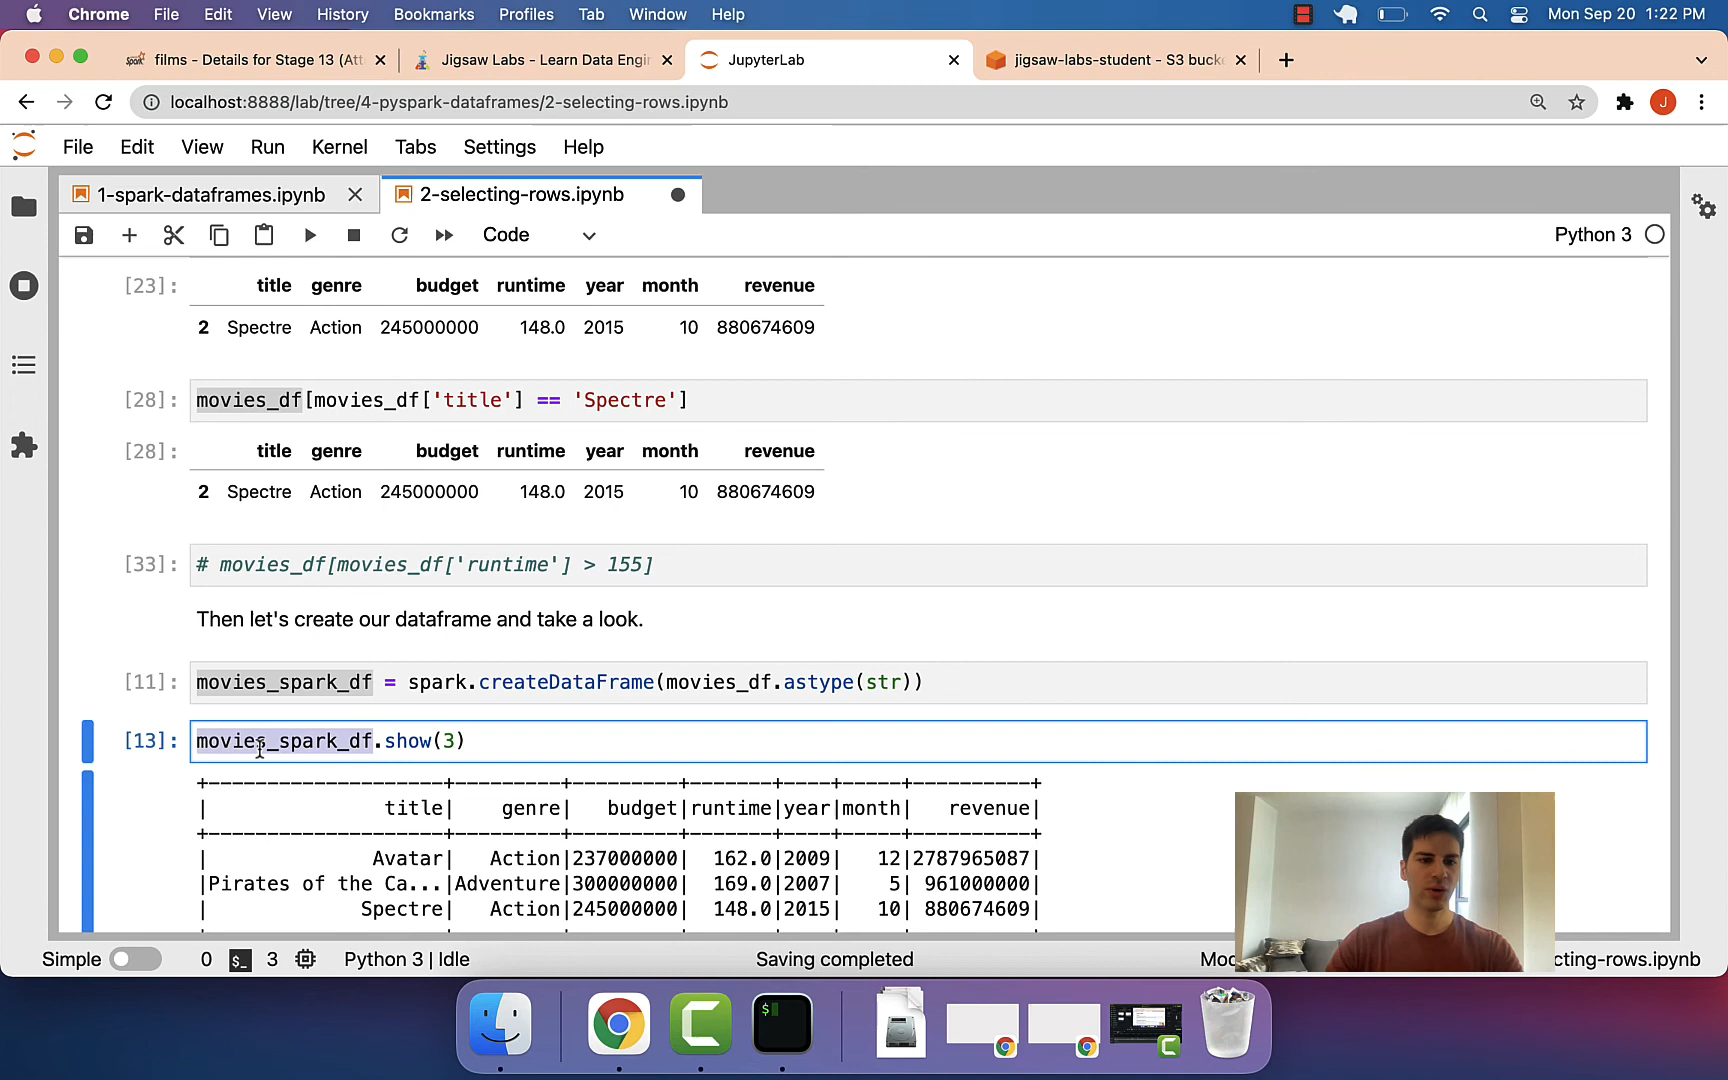 Chrome File Edit View History Bookmarks Profiles Tab Window Help Mon Sep 20 1:22 PM
films - Details for Stage 13 (Att
Jigsaw Labs - Learn Data Engin
JupyterLab
jigsaw-labs-student - S3 bucke
localhost:8888/lab/tree/4-pyspark-dataframes/2-selecting-rows.ipynb
J
File Edit View Run Kernel Tabs Settings Help
1-spark-dataframes.ipynb
2-selecting-rows.ipynb
Code
Python 3
[23]: title genre budget runtime year month revenue
2 Spectre Action 245000000 148.0 2015 10 880674609
[28]: movies_df[movies_df['title'] == 'Spectre']
[28]: title genre budget runtime year month revenue
2 Spectre Action 245000000 148.0 2015 10 880674609
[33]: # movies_df[movies_df['runtime'] > 155]
Then let's create our dataframe and take a look.
[11]: movies_spark_df = spark.createDataFrame(movies_df.astype(str))
[13]: movies_spark_df.show(3)
+--------------------+---------+---------+-------+----+-----+----------+
|               title|    genre|   budget|runtime|year|month|   revenue|
+--------------------+---------+---------+-------+----+-----+----------+
|              Avatar|   Action|237000000|  162.0|2009|   12|2787965087|
|Pirates of the Ca...|Adventure|300000000|  169.0|2007|    5| 961000000|
|             Spectre|   Action|245000000|  148.0|2015|   10| 880674609|
Simple 0 $_ 3 Python 3 | Idle Saving completed Mo cting-rows.ipynb
$